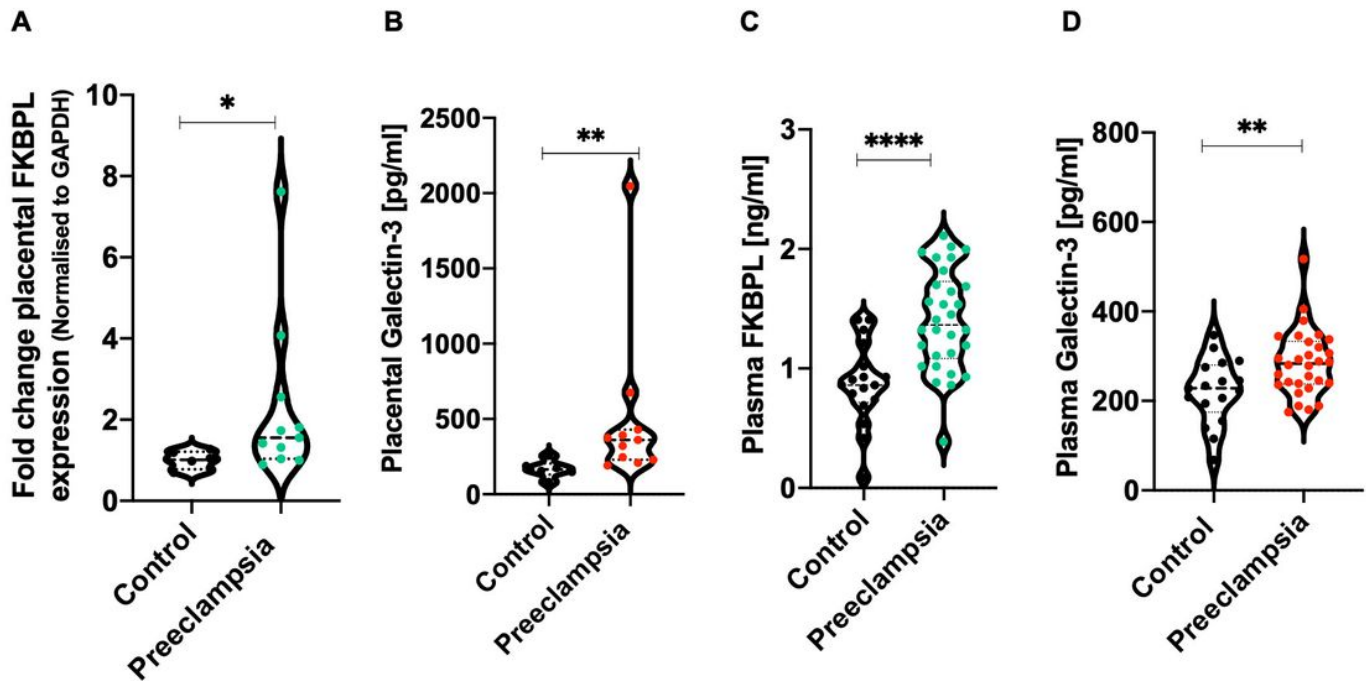 A
Fold change placental FKBPL
expression (Normalised to GAPDH)
10
8
6
4
2
0
*
Control
Preeclampsia
B
Placental Galectin-3 [pg/ml]
2500
2000
1500
1000
500
0
**
Control
Preeclampsia
C
Plasma FKBPL [ng/ml]
3
2
1
0
****
Control
Preeclampsia
D
Plasma Galectin-3 [pg/ml]
800
600
400
200
0
**
Control
Preeclampsia